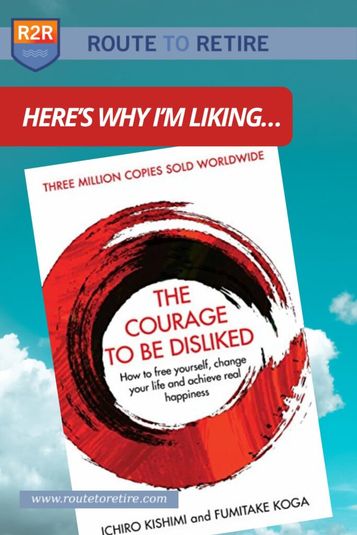 R2R
ROUTE TO RETIRE
HERE'S WHY I'M LIKING...
THREE MILLION COPIES SOLD WORLDWIDE
THE
COURAGE
TO BE DISLIKED
How to free yourself, change
your life and achieve real
happiness
www.routetoretire.com
ICHIRO KISHIMI and FUMITAKE KOGA